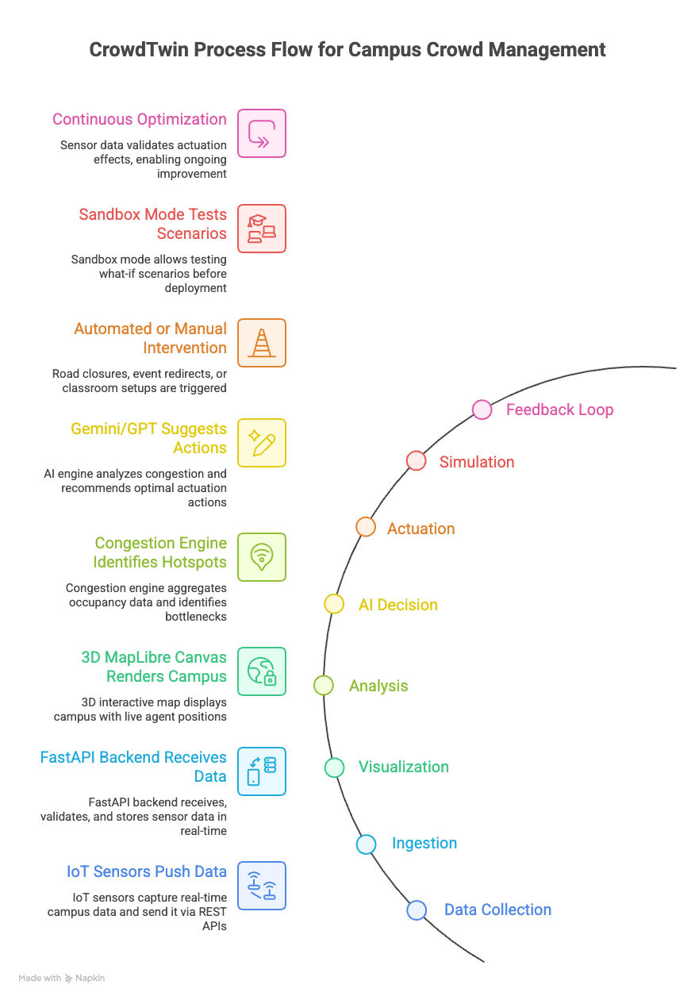 CrowdTwin Process Flow for Campus Crowd Management
Continuous Optimization
Sensor data validates actuation
effects, enabling ongoing
improvement
Sandbox Mode Tests
Scenarios
Sandbox mode allows testing
what-if scenarios before
deployment
Automated or Manual
Intervention
Road closures, event redirects, or
classroom setups are triggered
Gemini/GPT Suggests
Actions
AI engine analyzes congestion and
recommends optimal actuation
actions
Congestion Engine
Identifies Hotspots
Congestion engine aggregates
occupancy data and identifies
bottlenecks
3D MapLibre Canvas
Renders Campus
3D interactive map displays
campus with live agent positions
FastAPI Backend Receives
Data
FastAPI backend receives,
validates, and stores sensor data in
real-time
IoT Sensors Push Data
IoT sensors capture real-time
campus data and send it via REST
APIs
Feedback Loop
Simulation
Actuation
AI Decision
Analysis
Visualization
Ingestion
Data Collection
Made with Napkin